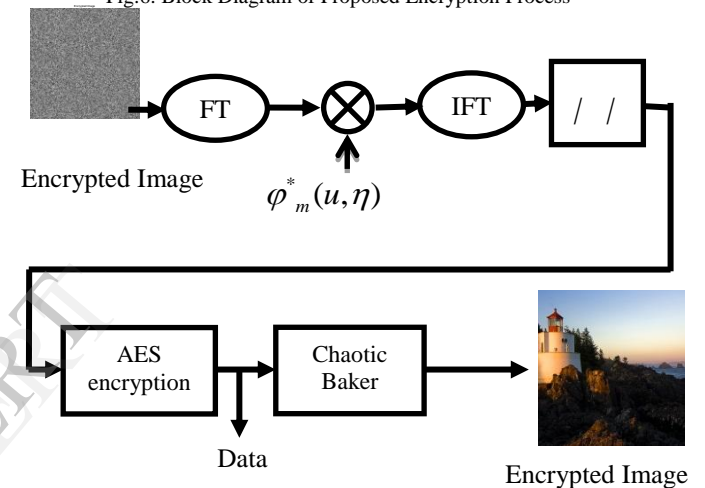 Fig.6. Block Diagram of Proposed Encryption Process
FT
IFT
/ /
Encrypted Image
φ*m(u,η)
AES
encryption
Chaotic
Baker
Data
Encrypted Image
ERT